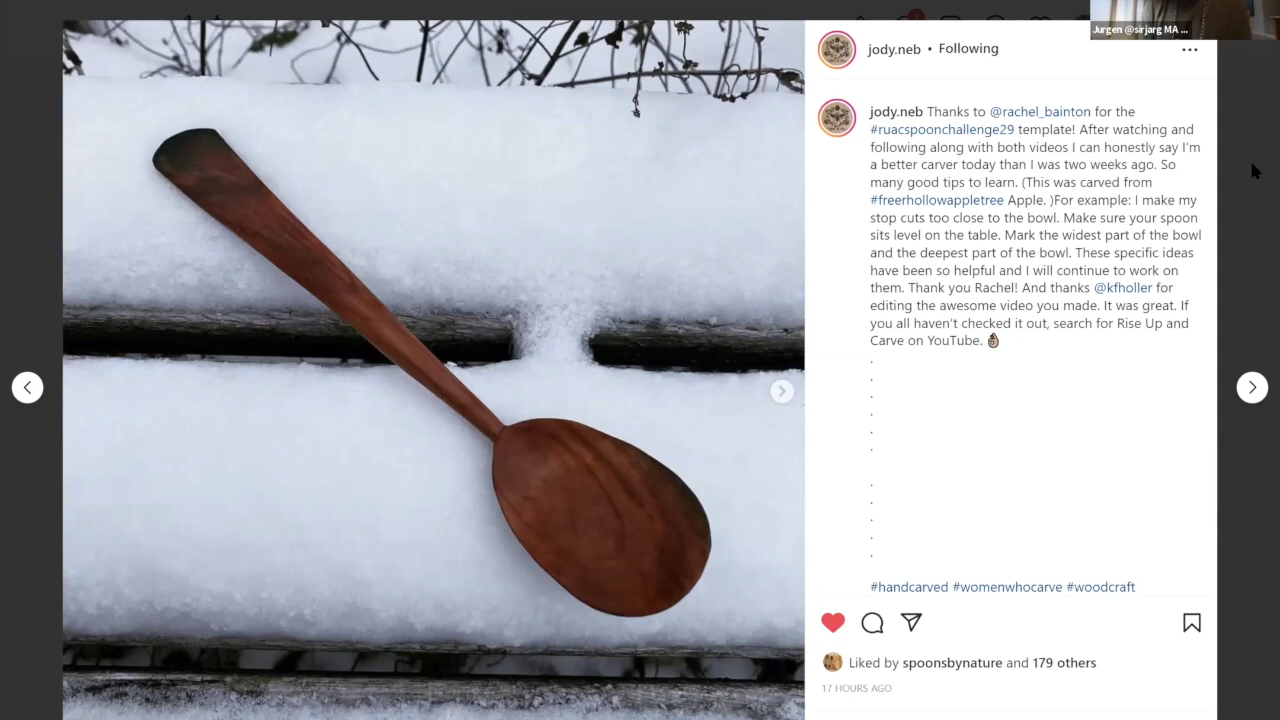 Jurgen @sirjarg MA ...
jody.neb • Following
jody.neb Thanks to @rachel_bainton for the
#ruacspoonchallenge29 template! After watching and
following along with both videos I can honestly say I'm
a better carver today than I was two weeks ago. So
many good tips to learn. (This was carved from
#freerhollowappletree Apple. )For example: I make my
stop cuts too close to the bowl. Make sure your spoon
sits level on the table. Mark the widest part of the bowl
and the deepest part of the bowl. These specific ideas
have been so helpful and I will continue to work on
them. Thank you Rachel! And thanks @kfholler for
editing the awesome video you made. It was great. If
you all haven't checked it out, search for Rise Up and
Carve on YouTube. 👌🏽
.
.
.
.
.
.
.
.
.
.
.
#handcarved #womenwhocarve #woodcraft
Liked by spoonsbynature and 179 others
17 HOURS AGO